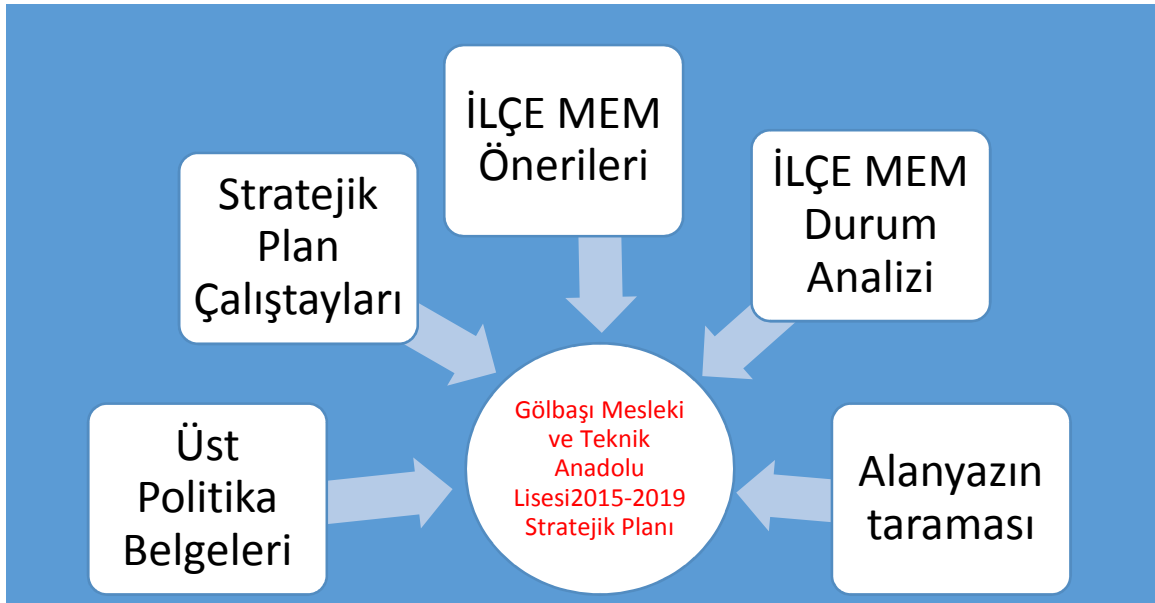 İLÇE MEM
Önerileri
Stratejik
Plan
Çalıştayları
İLÇE MEM
Durum
Analizi
Üst
Politika
Belgeleri
Gölbaşı Mesleki
ve Teknik
Anadolu
Lisesi2015-2019
Stratejik Planı
Alanyazın
taraması